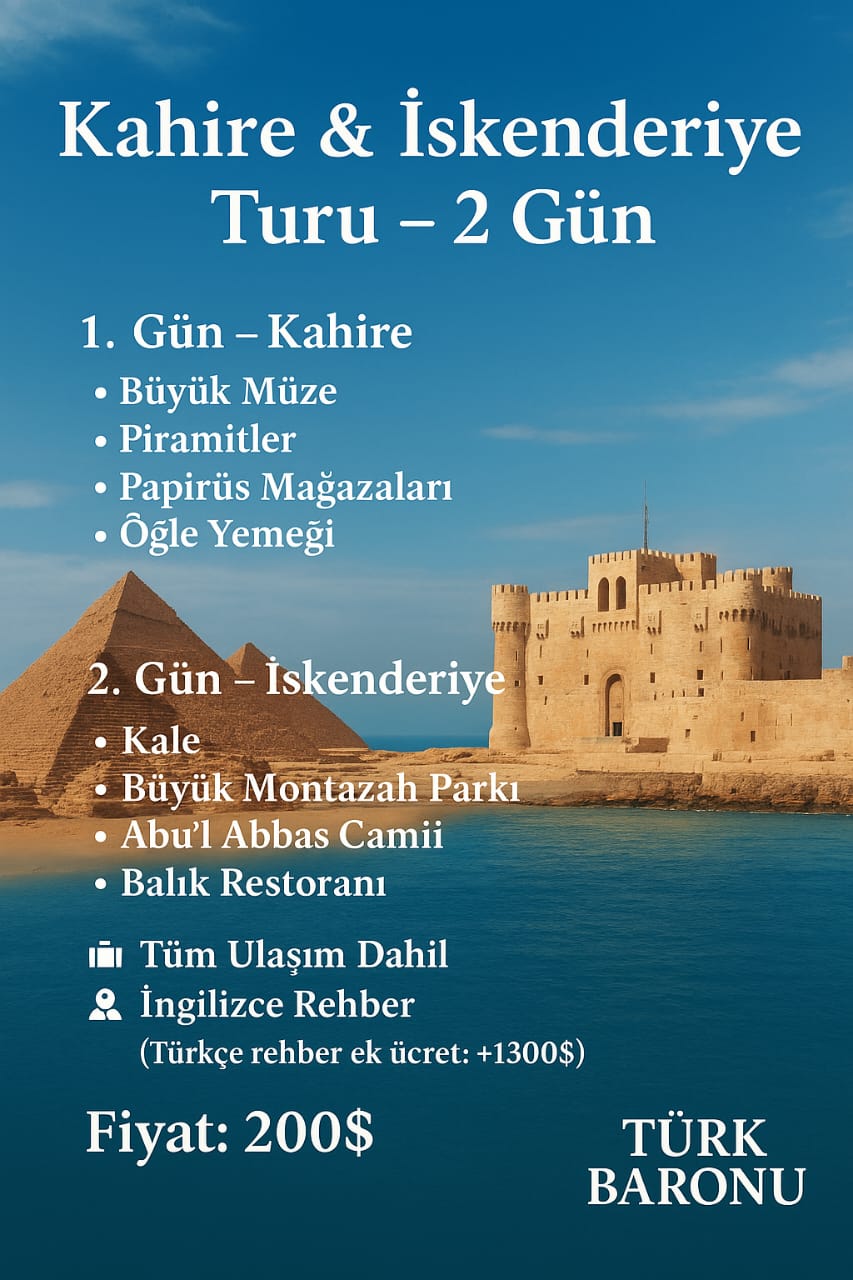 Kahire & İskenderiye
Turu – 2 Gün
1. Gün – Kahire
• Büyük Müze
• Piramitler
• Papirüs Mağazaları
• Ôğle Yemeği
2. Gün – İskenderiye
• Kale
• Büyük Montazah Parkı
• Abu’l Abbas Camii
• Balık Restoranı
Tüm Ulaşım Dahil
İngilizce Rehber
(Türkçe rehber ek ücret: +1300$)
Fiyat: 200$
TÜRK
BARONU